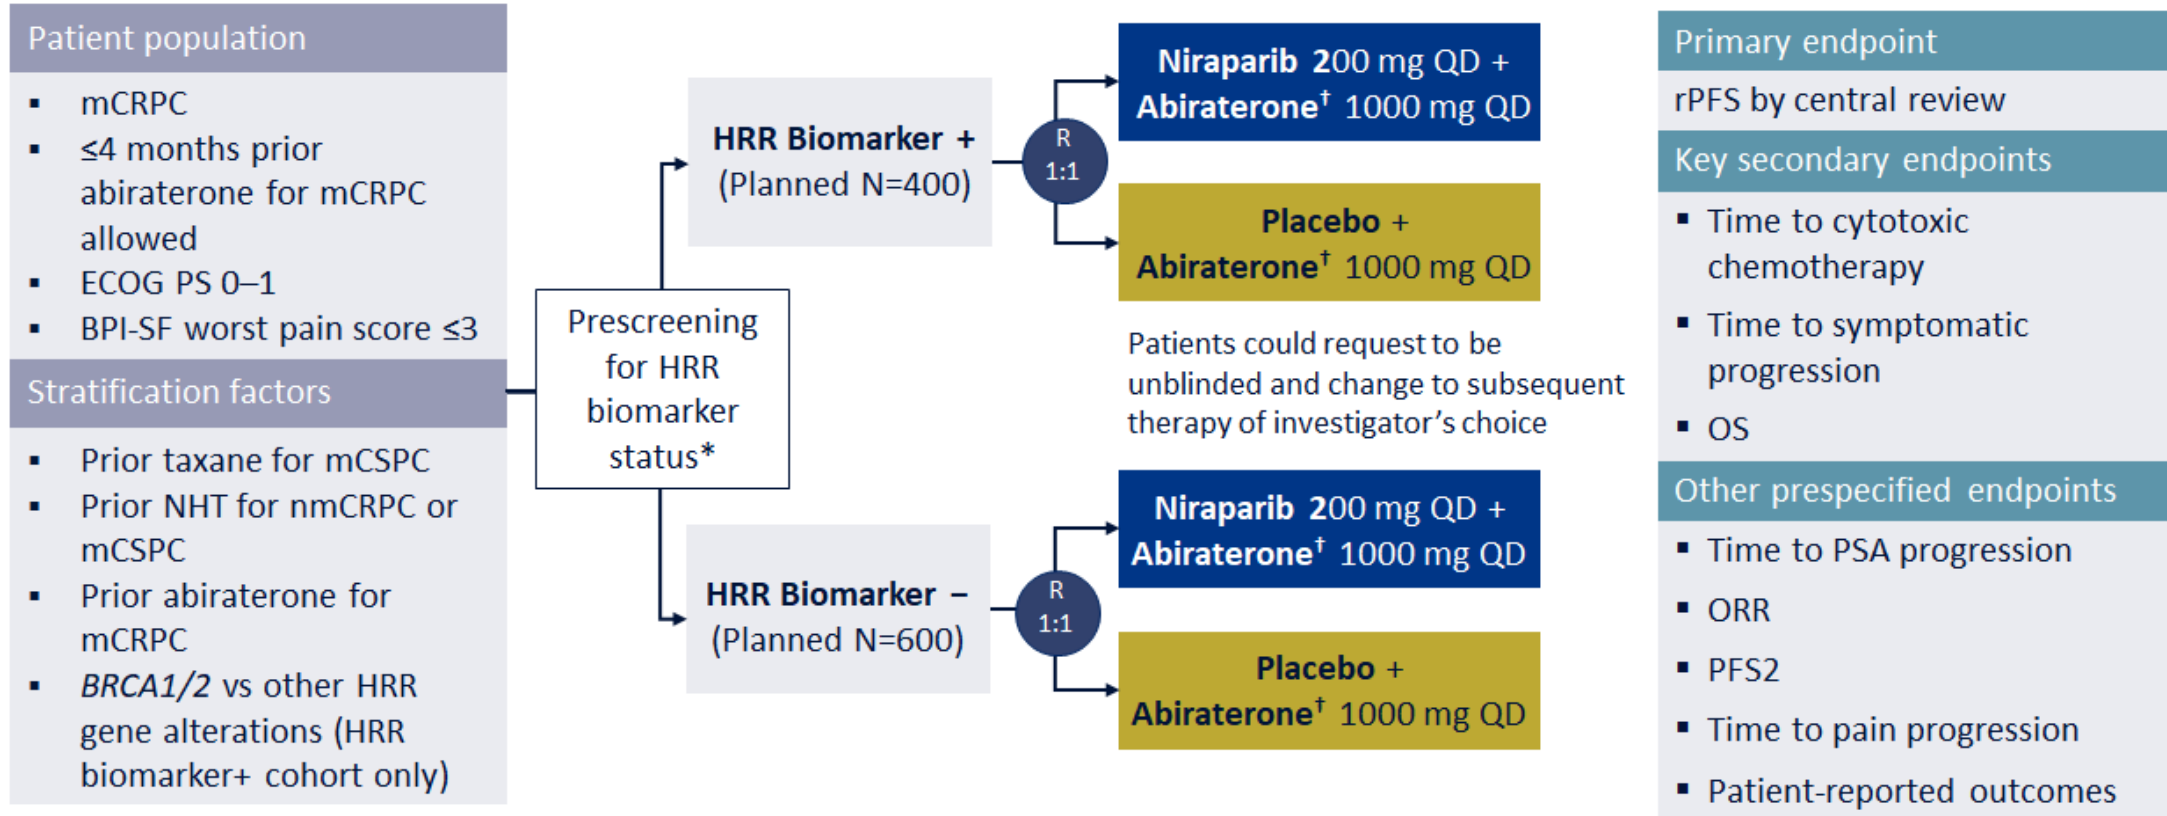 Patient population
▪ mCRPC
▪ ≤4 months prior
abiraterone for mCRPC
allowed
▪ ECOG PS 0–1
▪ BPI-SF worst pain score ≤3
Stratification factors
▪ Prior taxane for mCSPC
▪ Prior NHT for nmCRPC or
mCSPC
▪ Prior abiraterone for
mCRPC
▪ BRCA1/2 vs other HRR
gene alterations (HRR
biomarker+ cohort only)
Prescreening
for HRR
biomarker
status*
HRR Biomarker +
(Planned N=400)
R
1:1
Niraparib 200 mg QD +
Abiraterone† 1000 mg QD
Placebo +
Abiraterone† 1000 mg QD
Patients could request to be
unblinded and change to subsequent
therapy of investigator’s choice
HRR Biomarker –
(Planned N=600)
R
1:1
Niraparib 200 mg QD +
Abiraterone† 1000 mg QD
Placebo +
Abiraterone† 1000 mg QD
Primary endpoint
rPFS by central review
Key secondary endpoints
▪ Time to cytotoxic
chemotherapy
▪ Time to symptomatic
progression
▪ OS
Other prespecified endpoints
▪ Time to PSA progression
▪ ORR
▪ PFS2
▪ Time to pain progression
▪ Patient-reported outcomes